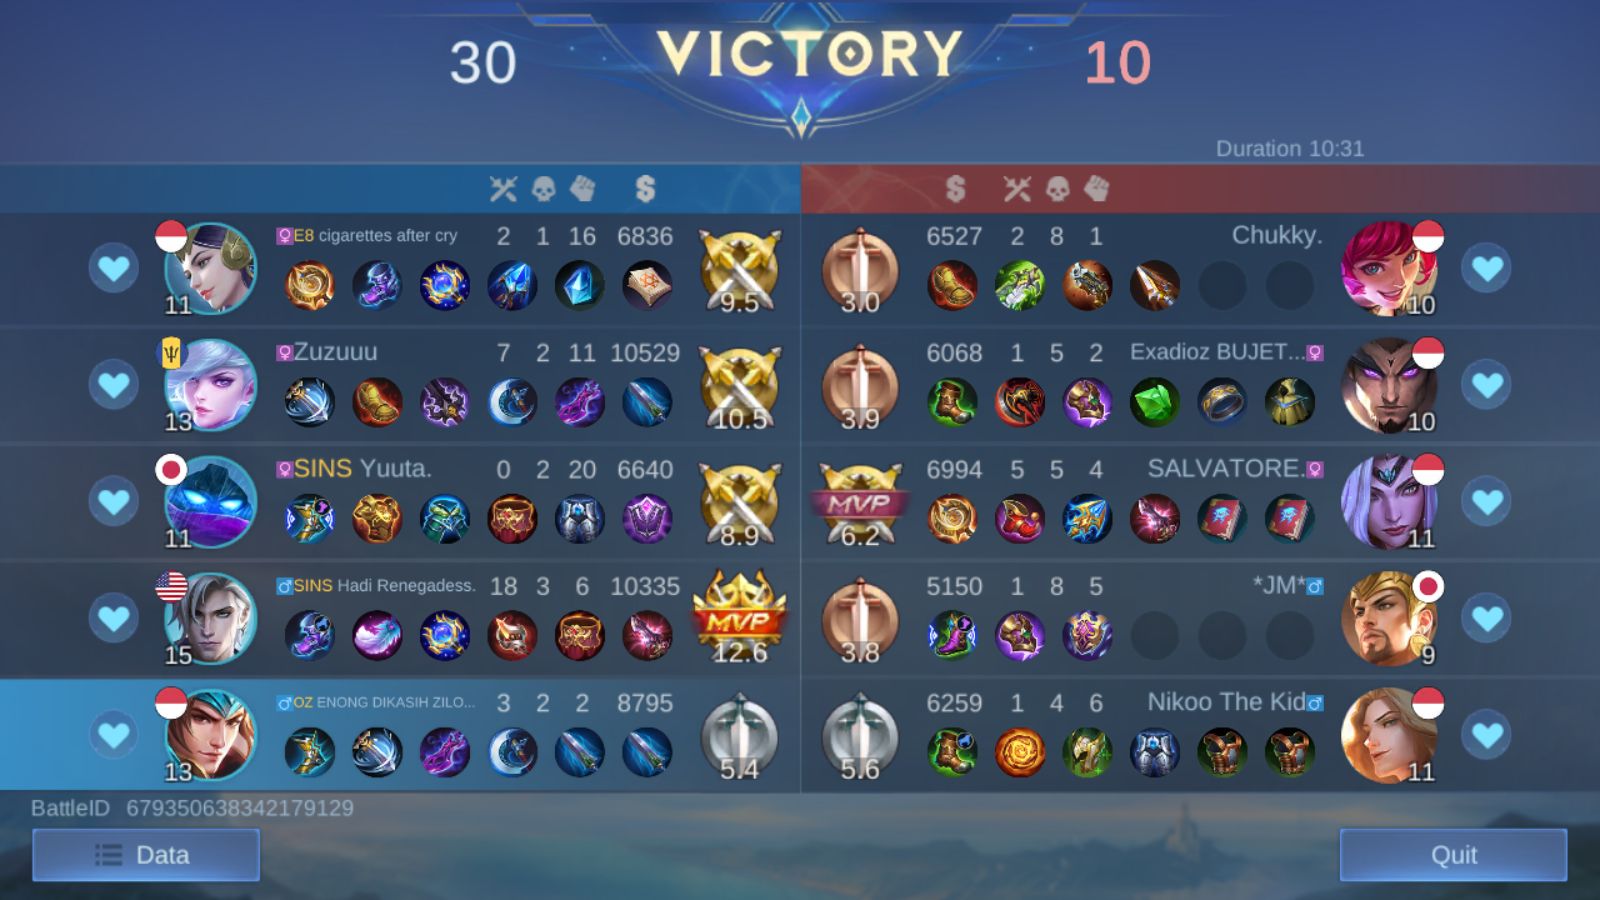 30 VICTORY 10
Duration 10:31
E8 cigarettes after cry 2 1 16 6836
11 9.5
6527 2 8 1 Chukky.
3.0 10
Zuzuuu 7 2 11 10529
13 10.5
6068 1 5 2 Exadioz BUJET...
3.9 10
SINS Yuuta. 0 2 20 6640
11 8.9
6994 5 5 4 SALVATORE.
MVP
6.2 11
SINS Hadi Renegadess. 18 3 6 10335
MVP
15 12.6
5150 1 8 5 *JM*
3.8 9
OZ ENONG DIKASIH ZILO... 3 2 2 8795
13 5.4
6259 1 4 6 Nikoo The Kid
5.6 11
BattleID 679350638342179129
Data
Quit